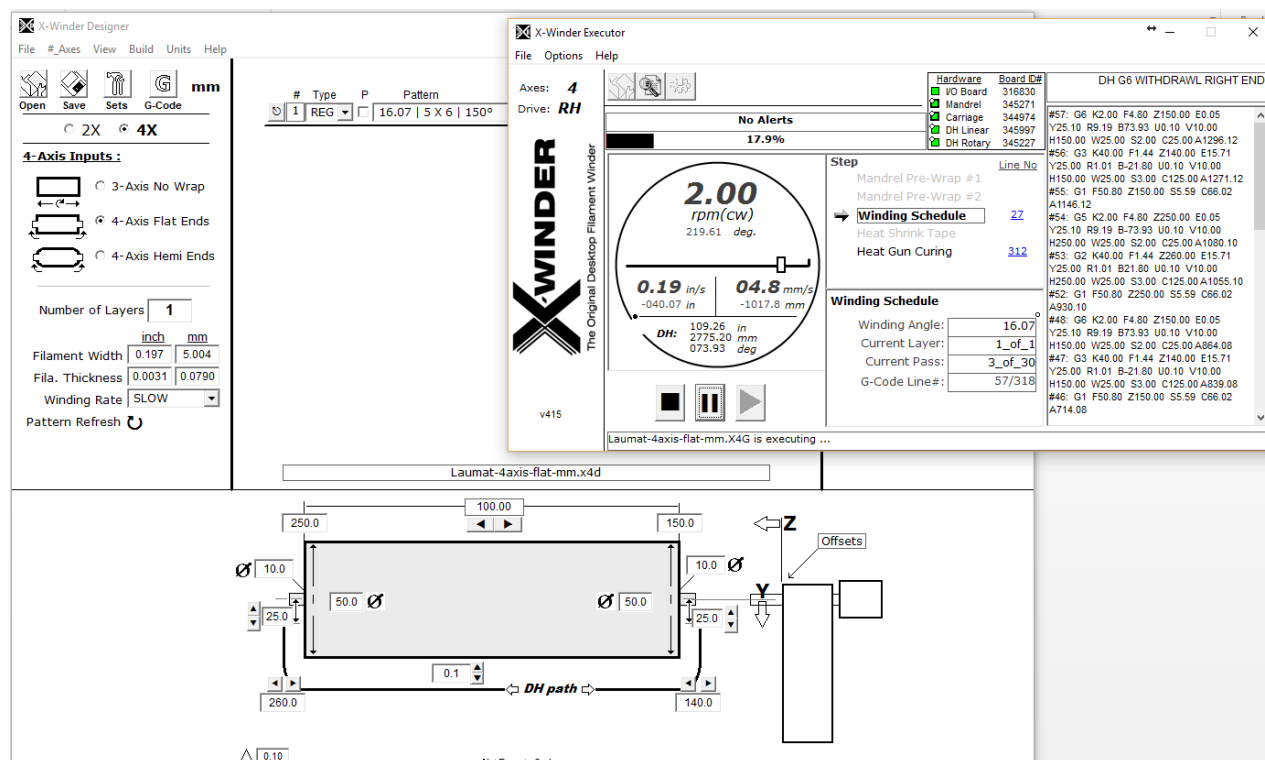 X-Winder Designer
File #_Axes View Build Units Help
Open Save Sets G-Code mm
2X 4X
4-Axis Inputs :
3-Axis No Wrap
4-Axis Flat Ends
4-Axis Hemi Ends
Number of Layers 1
inch mm
Filament Width 0.197 5.004
Fila. Thickness 0.0031 0.0790
Winding Rate SLOW
Pattern Refresh
# Type P Pattern
1 REG 16.07 | 5 X 6 | 150º
X-Winder Executor
File Options Help
Axes: 4
Drive: RH
X-WINDER
The Original Desktop Filament Winder
v415
No Alerts
17.9%
Hardware Board ID#
I/O Board 316830
Mandrel 345271
Carriage 344974
DH Linear 345997
DH Rotary 345227
2.00
rpm(cw)
219.61 deg.
0.19 in/s 04.8 mm/s
-040.07 in -1017.8 mm
DH: 109.26 in
2775.20 mm
073.93 deg
Step Line No
Mandrel Pre-Wrap #1
Mandrel Pre-Wrap #2
Winding Schedule 27
Heat Shrink Tape
Heat Gun Curing 312
Winding Schedule
Winding Angle: 16.07 o
Current Layer: 1_of_1
Current Pass: 3_of_30
G-Code Line#: 57/318
DH G6 WITHDRAWL RIGHT END
#57: G6 K2.00 F4.80 Z150.00 E0.05
Y25.10 R9.19 B73.93 U0.10 V10.00
H150.00 W25.00 S2.00 C25.00 A1296.12
#56: G3 K40.00 F1.44 Z140.00 E15.71
Y25.00 R1.01 B-21.80 U0.10 V10.00
H150.00 W25.00 S3.00 C125.00 A1271.12
#55: G1 F50.80 Z150.00 S5.59 C66.02
A1146.12
#54: G5 K2.00 F4.80 Z250.00 E0.05
Y25.10 R9.19 B-73.93 U0.10 V10.00
H250.00 W25.00 S2.00 C25.00 A1080.10
#53: G2 K40.00 F1.44 Z260.00 E15.71
Y25.00 R1.01 B21.80 U0.10 V10.00
H250.00 W25.00 S3.00 C125.00 A1055.10
#52: G1 F50.80 Z250.00 S5.59 C66.02
A930.10
#48: G6 K2.00 F4.80 Z150.00 E0.05
Y25.10 R9.19 B73.93 U0.10 V10.00
H150.00 W25.00 S2.00 C25.00 A864.08
#47: G3 K40.00 F1.44 Z140.00 E15.71
Y25.00 R1.01 B-21.80 U0.10 V10.00
H150.00 W25.00 S3.00 C125.00 A839.08
#46: G1 F50.80 Z150.00 S5.59 C66.02
A714.08
Laumat-4axis-flat-mm.X4G is executing ...
Laumat-4axis-flat-mm.x4d
100.00
250.0 150.0
Z
Offsets
10.0 Ø 10.0 Ø
50.0 Ø Ø 50.0
Y
25.0 25.0
0.1
DH path
260.0 140.0
0.10